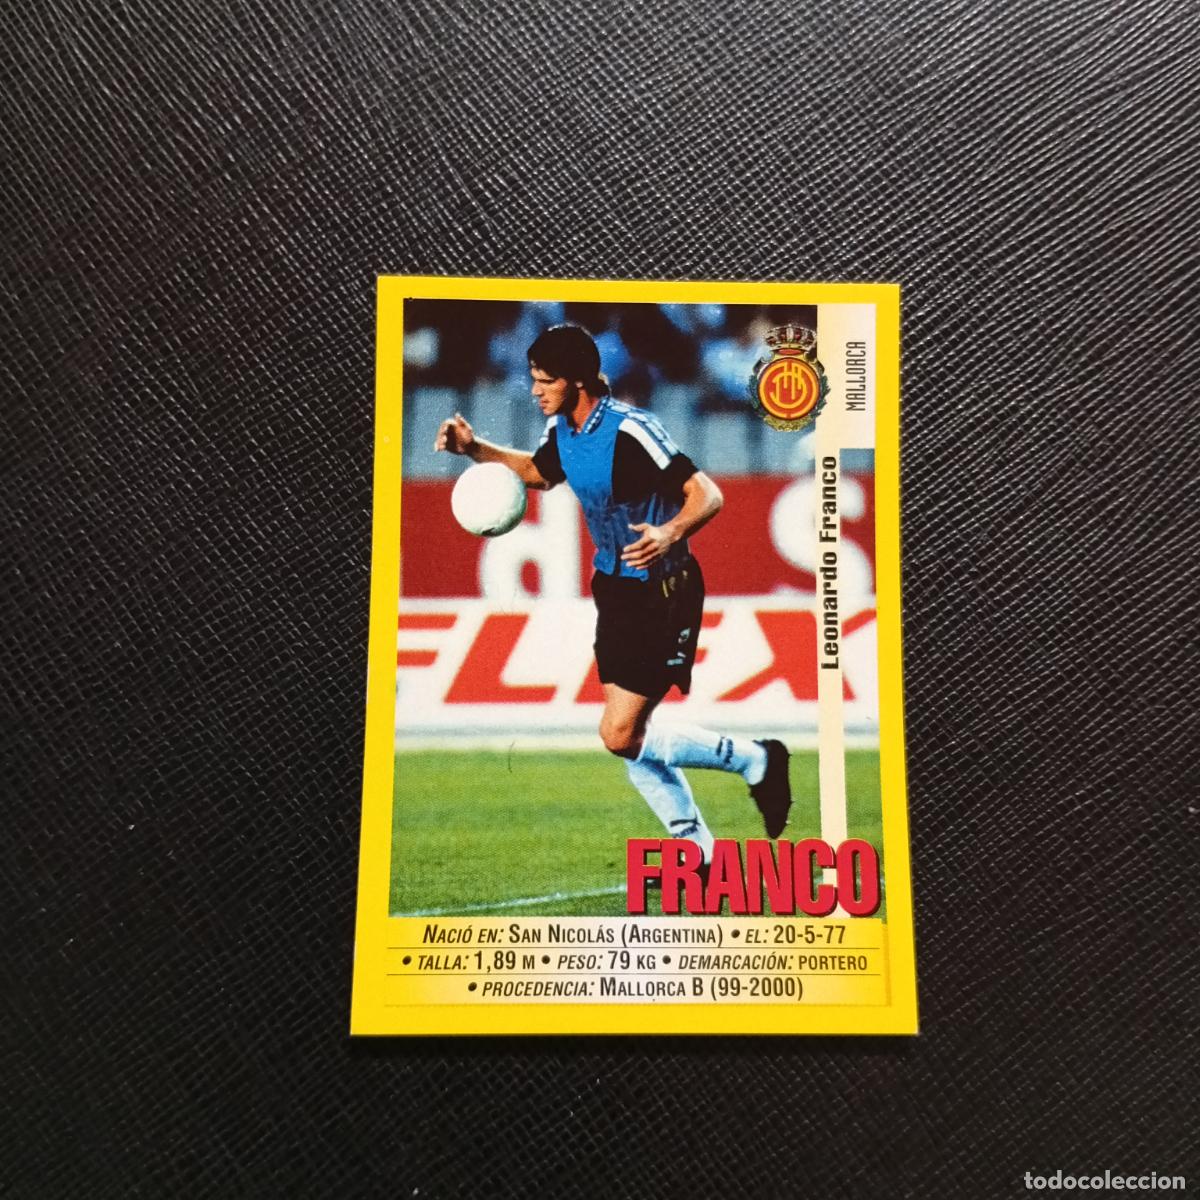 MALLORCA
Leonardo Franco
FLEX
FRANCO
NACIÓ EN: SAN NICOLÁS (ARGENTINA) • EL: 20-5-77
• TALLA: 1,89 M • PESO: 79 KG • DEMARCACIÓN: PORTERO
• PROCEDENCIA: MALLORCA B (99-2000)
todocoleccion